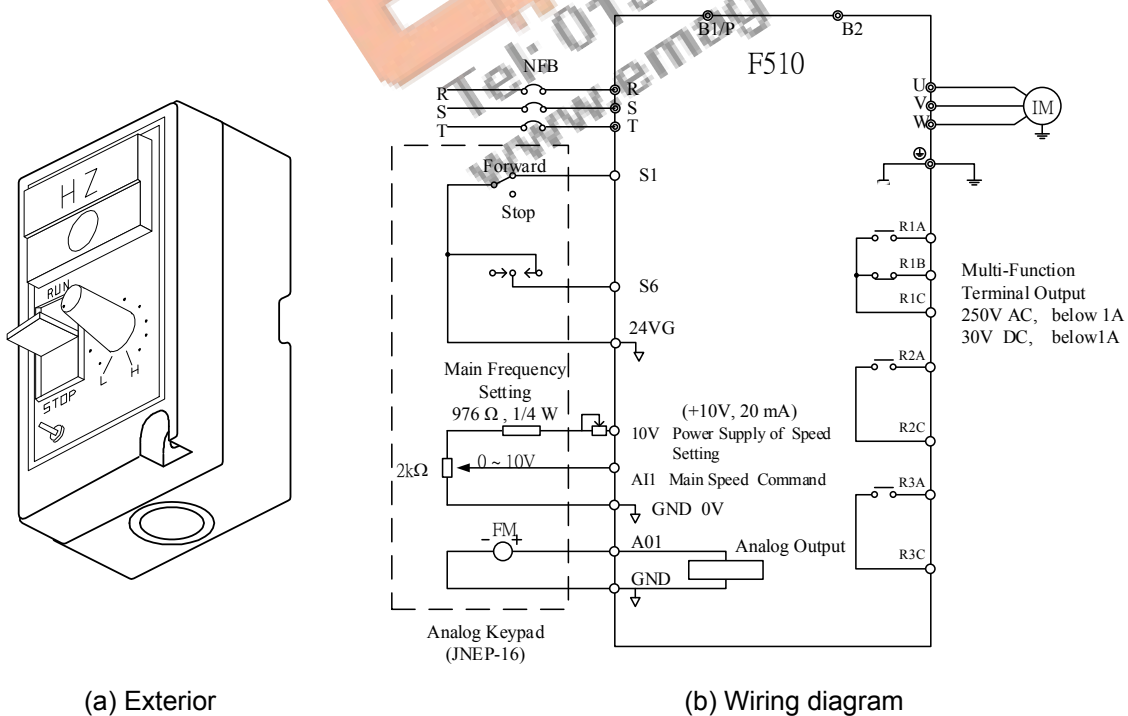 Tel:
www.emag
HZ
RUN
STOP
L
H
NFB
R
S
T
B1/P
B2
F510
R
S
T
U
V
W
IM
Forward
Stop
S1
S6
24VG
Main Frequency
Setting
976 Ω , 1/4 W
2kΩ
0 ~ 10V
(+10V, 20 mA)
10V Power Supply of Speed
Setting
AI1 Main Speed Command
GND 0V
- FM +
A01
Analog Output
GND
R1A
R1B
R1C
R2A
R2C
R3A
R3C
Multi-Function
Terminal Output
250V AC, below 1A
30V DC, below1A
Analog Keypad
(JNEP-16)
(a) Exterior
(b) Wiring diagram